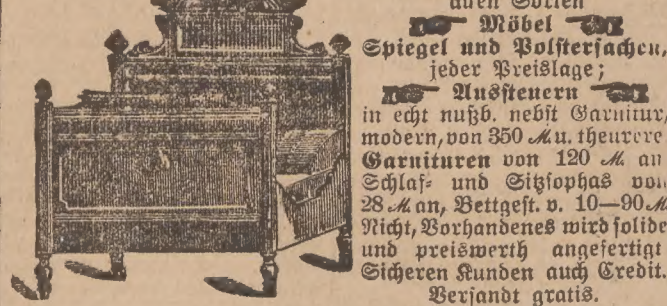 allen Sorten
Möbel
Spiegel und Polstersachen,
jeder Preislage;
Ausſteuern
in echt nußb. nebſt Garnitur,
modern, von 350 ℳ u. theurere
Garnituren von 120 ℳ an
Schlaf- und Sitzſophas von
28 ℳ an, Bettgeſt. v. 10—90 ℳ
Nicht, Vorhandenes wird ſolide
und preiswerth angefertigt
Sicheren Kunden auch Credit.
Verſandt gratis.